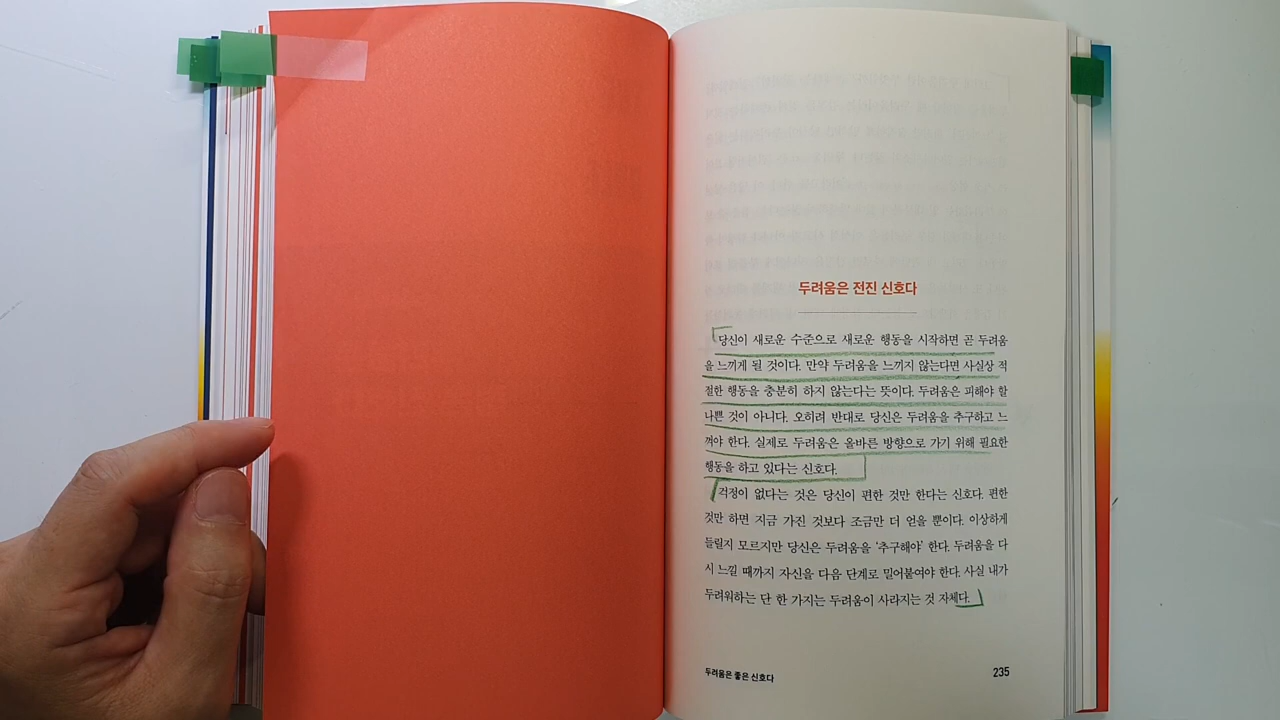 두려움은 전진 신호다
당신이 새로운 수준으로 새로운 행동을 시작하면 곧 두려움
을 느끼게 될 것이다. 만약 두려움을 느끼지 않는다면 사실상 적
절한 행동을 충분히 하지 않는다는 뜻이다. 두려움은 피해야 할
나쁜 것이 아니다. 오히려 반대로 당신은 두려움을 추구하고 느
껴야 한다. 실제로 두려움은 올바른 방향으로 가기 위해 필요한
행동을 하고 있다는 신호다.
걱정이 없다는 것은 당신이 편한 것만 한다는 신호다. 편한
것만 하면 지금 가진 것보다 조금만 더 얻을 뿐이다. 이상하게
들릴지 모르지만 당신은 두려움을 ‘추구해야’ 한다. 두려움을 다
시 느낄 때까지 자신을 다음 단계로 밀어붙여야 한다. 사실 내가
두려워하는 단 한 가지는 두려움이 사라지는 것 자체다.
두려움은 좋은 신호다
235